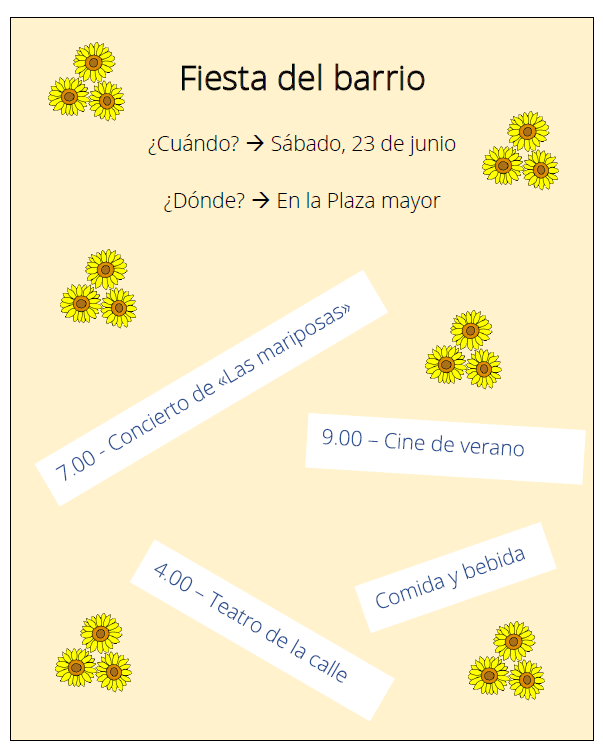 Fiesta del barrio
¿Cuándo? → Sábado, 23 de junio
¿Dónde? → En la Plaza mayor
7.00 - Concierto de «Las mariposas»
9.00 – Cine de verano
4.00 – Teatro de la calle
Comida y bebida